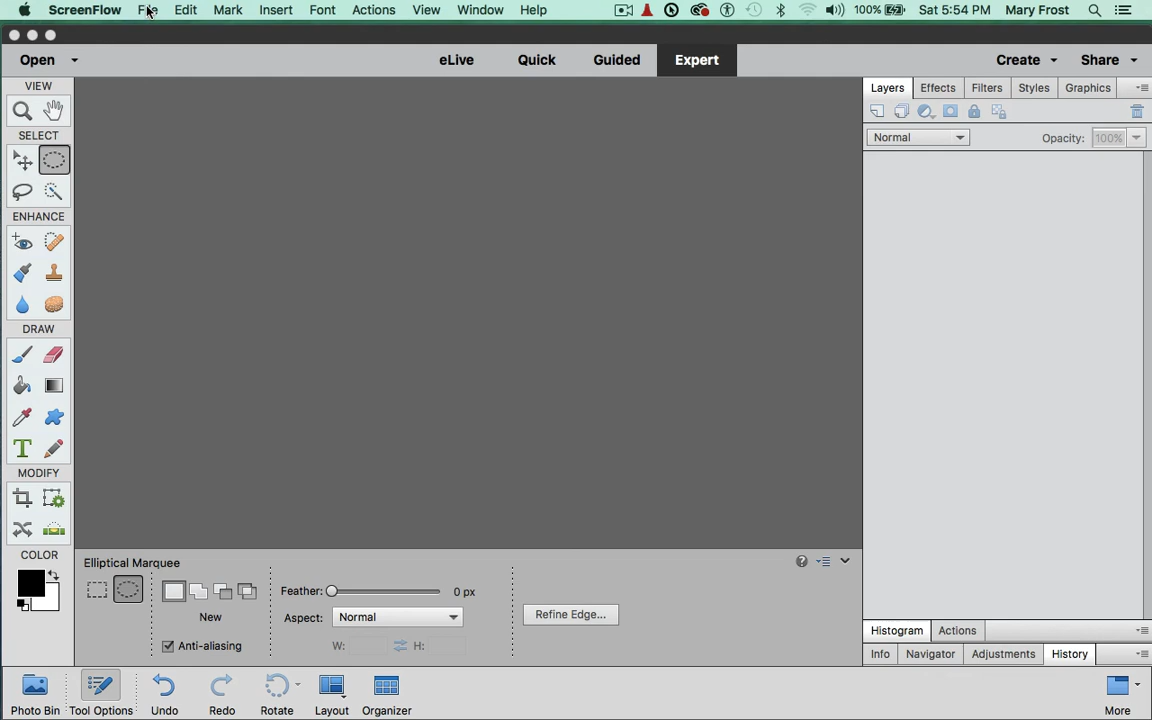 ScreenFlow File Edit Mark Insert Font Actions View Window Help 100% Sat 5:54 PM Mary Frost
Open eLive Quick Guided Expert Create Share
VIEW
Layers Effects Filters Styles Graphics
SELECT
Normal Opacity: 100%
ENHANCE
DRAW
T
MODIFY
COLOR
Elliptical Marquee
Feather: 0 px
New Aspect: Normal Refine Edge...
Anti-aliasing W: H:
Histogram Actions
Info Navigator Adjustments History
Photo Bin Tool Options Undo Redo Rotate Layout Organizer More